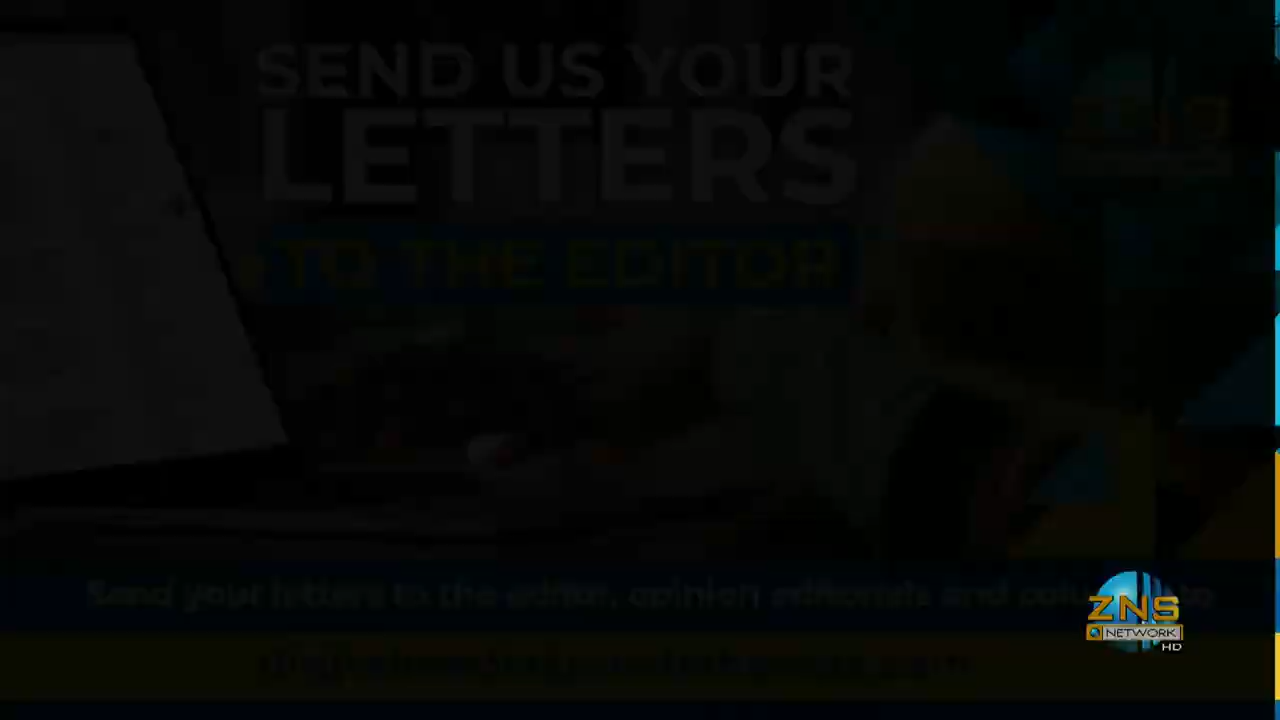 SEND US YOUR
LETTERS
TO THE EDITOR
Send your letters to the editor, opinion editorials and to
ZNS
NETWORK
HD